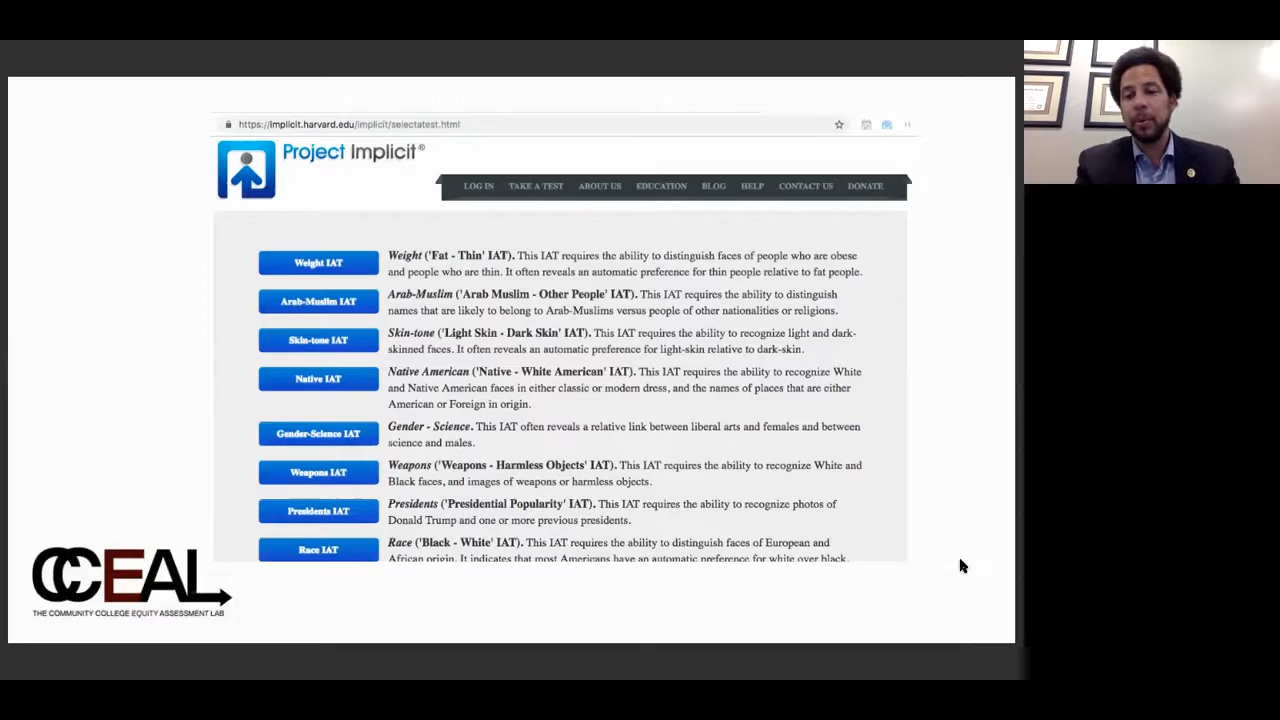 https://implicit.harvard.edu/implicit/selectatest.html
Project Implicit®
LOG IN TAKE A TEST ABOUT US EDUCATION BLOG HELP CONTACT US DONATE
Weight IAT
Weight ('Fat - Thin' IAT). This IAT requires the ability to distinguish faces of people who are obese
and people who are thin. It often reveals an automatic preference for thin people relative to fat people.
Arab-Muslim IAT
Arab-Muslim ('Arab Muslim - Other People' IAT). This IAT requires the ability to distinguish
names that are likely to belong to Arab-Muslims versus people of other nationalities or religions.
Skin-tone IAT
Skin-tone ('Light Skin - Dark Skin' IAT). This IAT requires the ability to recognize light and dark-
skinned faces. It often reveals an automatic preference for light-skin relative to dark-skin.
Native IAT
Native American ('Native - White American' IAT). This IAT requires the ability to recognize White
and Native American faces in either classic or modern dress, and the names of places that are either
American or Foreign in origin.
Gender-Science IAT
Gender - Science. This IAT often reveals a relative link between liberal arts and females and between
science and males.
Weapons IAT
Weapons ('Weapons - Harmless Objects' IAT). This IAT requires the ability to recognize White and
Black faces, and images of weapons or harmless objects.
Presidents IAT
Presidents ('Presidential Popularity' IAT). This IAT requires the ability to recognize photos of
Donald Trump and one or more previous presidents.
Race IAT
Race ('Black - White' IAT). This IAT requires the ability to distinguish faces of European and
African origin. It indicates that most Americans have an automatic preference for white over black.
CCEAL
THE COMMUNITY COLLEGE EQUITY ASSESSMENT LAB